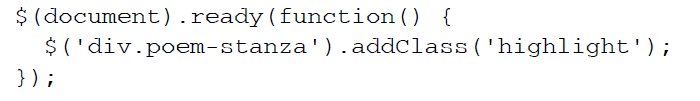 $(document).ready(function() {
  $('div.poem-stanza').addClass('highlight');
});